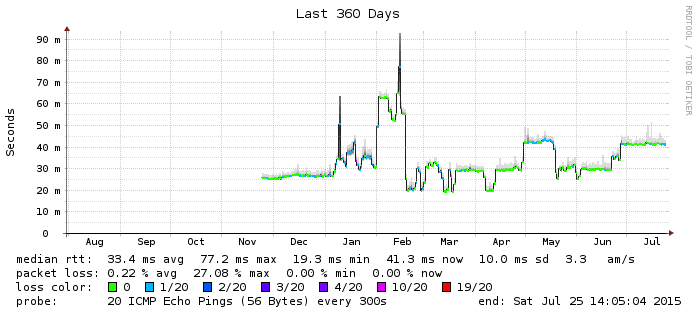 Last 360 Days
RRDTOOL / TOBI OETIKER
Seconds
90 m
80 m
70 m
60 m
50 m
40 m
30 m
20 m
10 m
0
Aug Sep Oct Nov Dec Jan Feb Mar Apr May Jun Jul
median rtt: 33.4 ms avg 77.2 ms max 19.3 ms min 41.3 ms now 10.0 ms sd 3.3 am/s
packet loss: 0.22 % avg 27.08 % max 0.00 % min 0.00 % now
loss color: 0 1/20 2/20 3/20 4/20 10/20 19/20
probe: 20 ICMP Echo Pings (56 Bytes) every 300s end: Sat Jul 25 14:05:04 2015